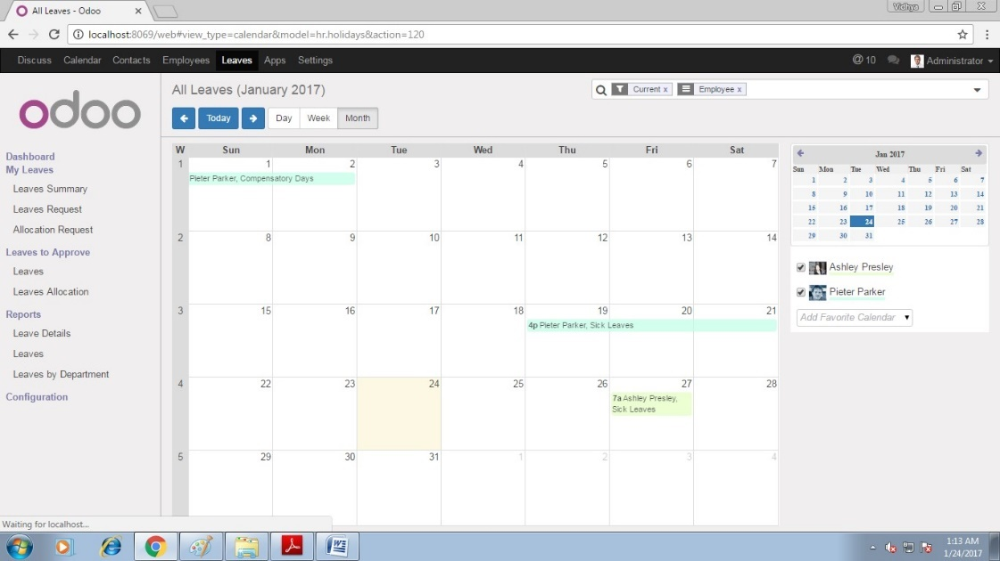 All Leaves - Odoo
Vidhya
localhost:8069/web#view_type=calendar&model=hr.holidays&action=120
Discuss Calendar Contacts Employees Leaves Apps Settings @ 10 Administrator
odoo
Dashboard
My Leaves
Leaves Summary
Leaves Request
Allocation Request
Leaves to Approve
Leaves
Leaves Allocation
Reports
Leave Details
Leaves
Leaves by Department
Configuration
All Leaves (January 2017)
Current x Employee x
Today Day Week Month
W Sun Mon Tue Wed Thu Fri Sat
1 1 2 3 4 5 6 7
Pieter Parker, Compensatory Days
2 8 9 10 11 12 13 14
3 15 16 17 18 19 20 21
4p Pieter Parker, Sick Leaves
4 22 23 24 25 26 27 28
7a Ashley Presley,
Sick Leaves
5 29 30 31 1 2 3 4
Jan 2017
Sun Mon Tue Wed Thu Fri Sat
1 2 3 4 5 6 7
8 9 10 11 12 13 14
15 16 17 18 19 20 21
22 23 24 25 26 27 28
29 30 31
Ashley Presley
Pieter Parker
Add Favorite Calendar
Waiting for localhost...
1:13 AM
1/24/2017